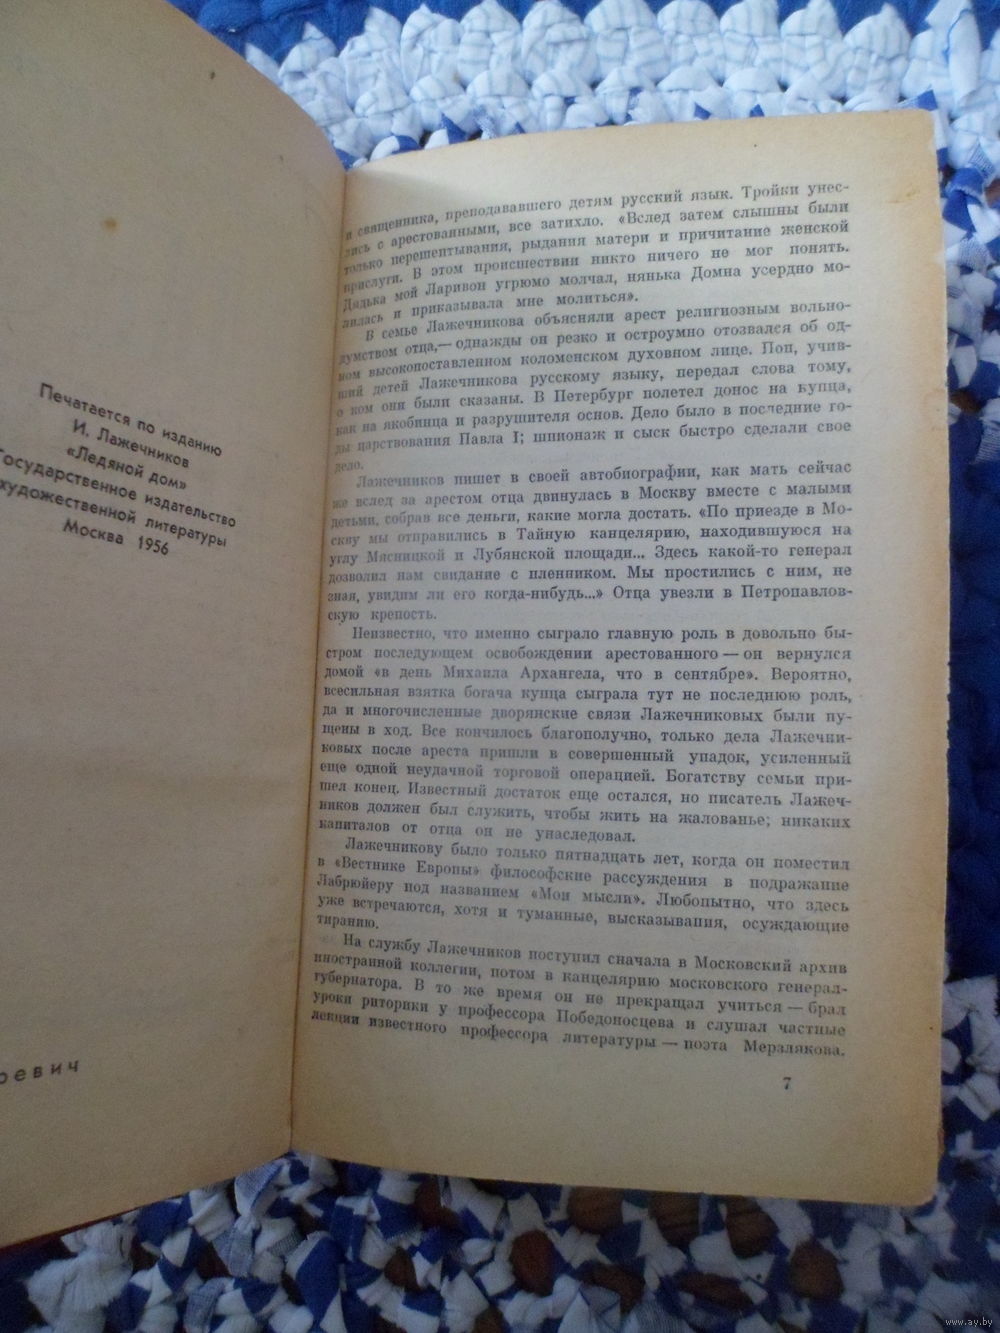 Печатается по изданию
И. Лажечников
«Ледяной дом»
Государственное издательство
художественной литературы
Москва 1956
ревич
и священника, преподававшего детям русский язык. Тройки унес-
лись с арестованными, все затихло. «Вслед затем слышны были
только перешептывания, рыдания матери и причитание женской
прислуги. В этом происшествии никто ничего не мог понять.
Дядька мой Ларивон угрюмо молчал, нянька Домна усердно мо-
лилась и приказывала мне молиться».
В семье Лажечникова объясняли арест религиозным вольно-
думством отца,— однажды он резко и остроумно отозвался об од-
ном высокопоставленном коломенском духовном лице. Поп, учив-
ший детей Лажечникова русскому языку, передал слова тому,
о ком они были сказаны. В Петербург полетел донос на купца,
как на якобинца и разрушителя основ. Дело было в последние го-
ды царствования Павла I; шпионаж и сыск быстро сделали свое
дело.
Лажечников пишет в своей автобиографии, как мать сейчас
же вслед за арестом отца двинулась в Москву вместе с малыми
детьми, собрав все деньги, какие могла достать. «По приезде в Мо-
скву мы отправились в Тайную канцелярию, находившуюся на
углу Мясницкой и Лубянской площади... Здесь какой-то генерал
дозволил нам свидание с пленником. Мы простились с ним, не
зная, увидим ли его когда-нибудь...» Отца увезли в Петропавлов-
скую крепость.
Неизвестно, что именно сыграло главную роль в довольно бы-
стром последующем освобождении арестованного — он вернулся
домой «в день Михаила Архангела, что в сентябре». Вероятно,
всесильная взятка богача купца сыграла тут не последнюю роль,
да и многочисленные дворянские связи Лажечниковых были пу-
щены в ход. Все кончилось благополучно, только дела Лажечни-
ковых после ареста пришли в совершенный упадок, усиленный
еще одной неудачной торговой операцией. Богатству семьи при-
шел конец. Известный достаток еще остался, но писатель Лажеч-
ников должен был служить, чтобы жить на жалованье; никаких
капиталов от отца он не унаследовал.
Лажечникову было только пятнадцать лет, когда он поместил
в «Вестнике Европы» философские рассуждения в подражание
Лабрюйеру под названием «Мои мысли». Любопытно, что здесь
уже встречаются, хотя и туманные, высказывания, осуждающие
тиранию.
На службу Лажечников поступил сначала в Московский архив
иностранной коллегии, потом в канцелярию московского генерал-
губернатора. В то же время он не прекращал учиться — брал
уроки риторики у профессора Победоносцева и слушал частные
лекции известного профессора литературы — поэта Мерзлякова.
7
www.ay.by